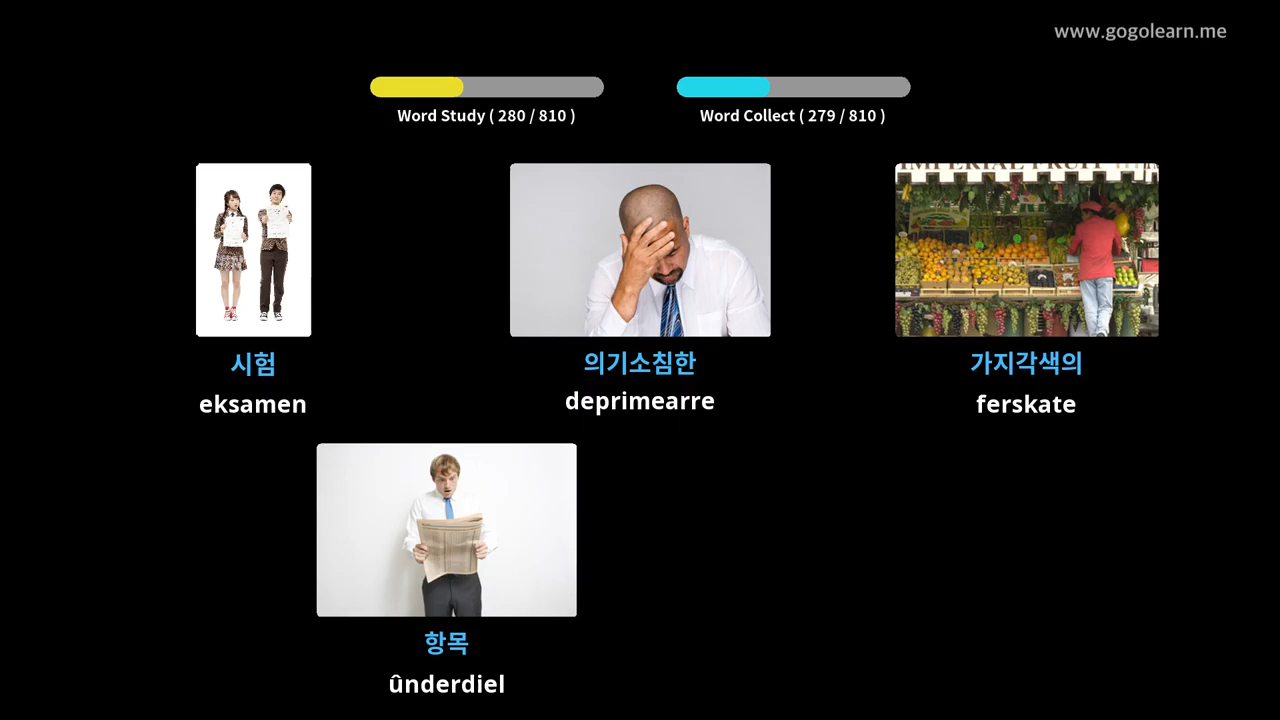 www.gogolearn.me
Word Study ( 280 / 810 )
Word Collect ( 279 / 810 )
시험
eksamen
의기소침한
deprimearre
가지각색의
ferskate
항목
ûnderdiel